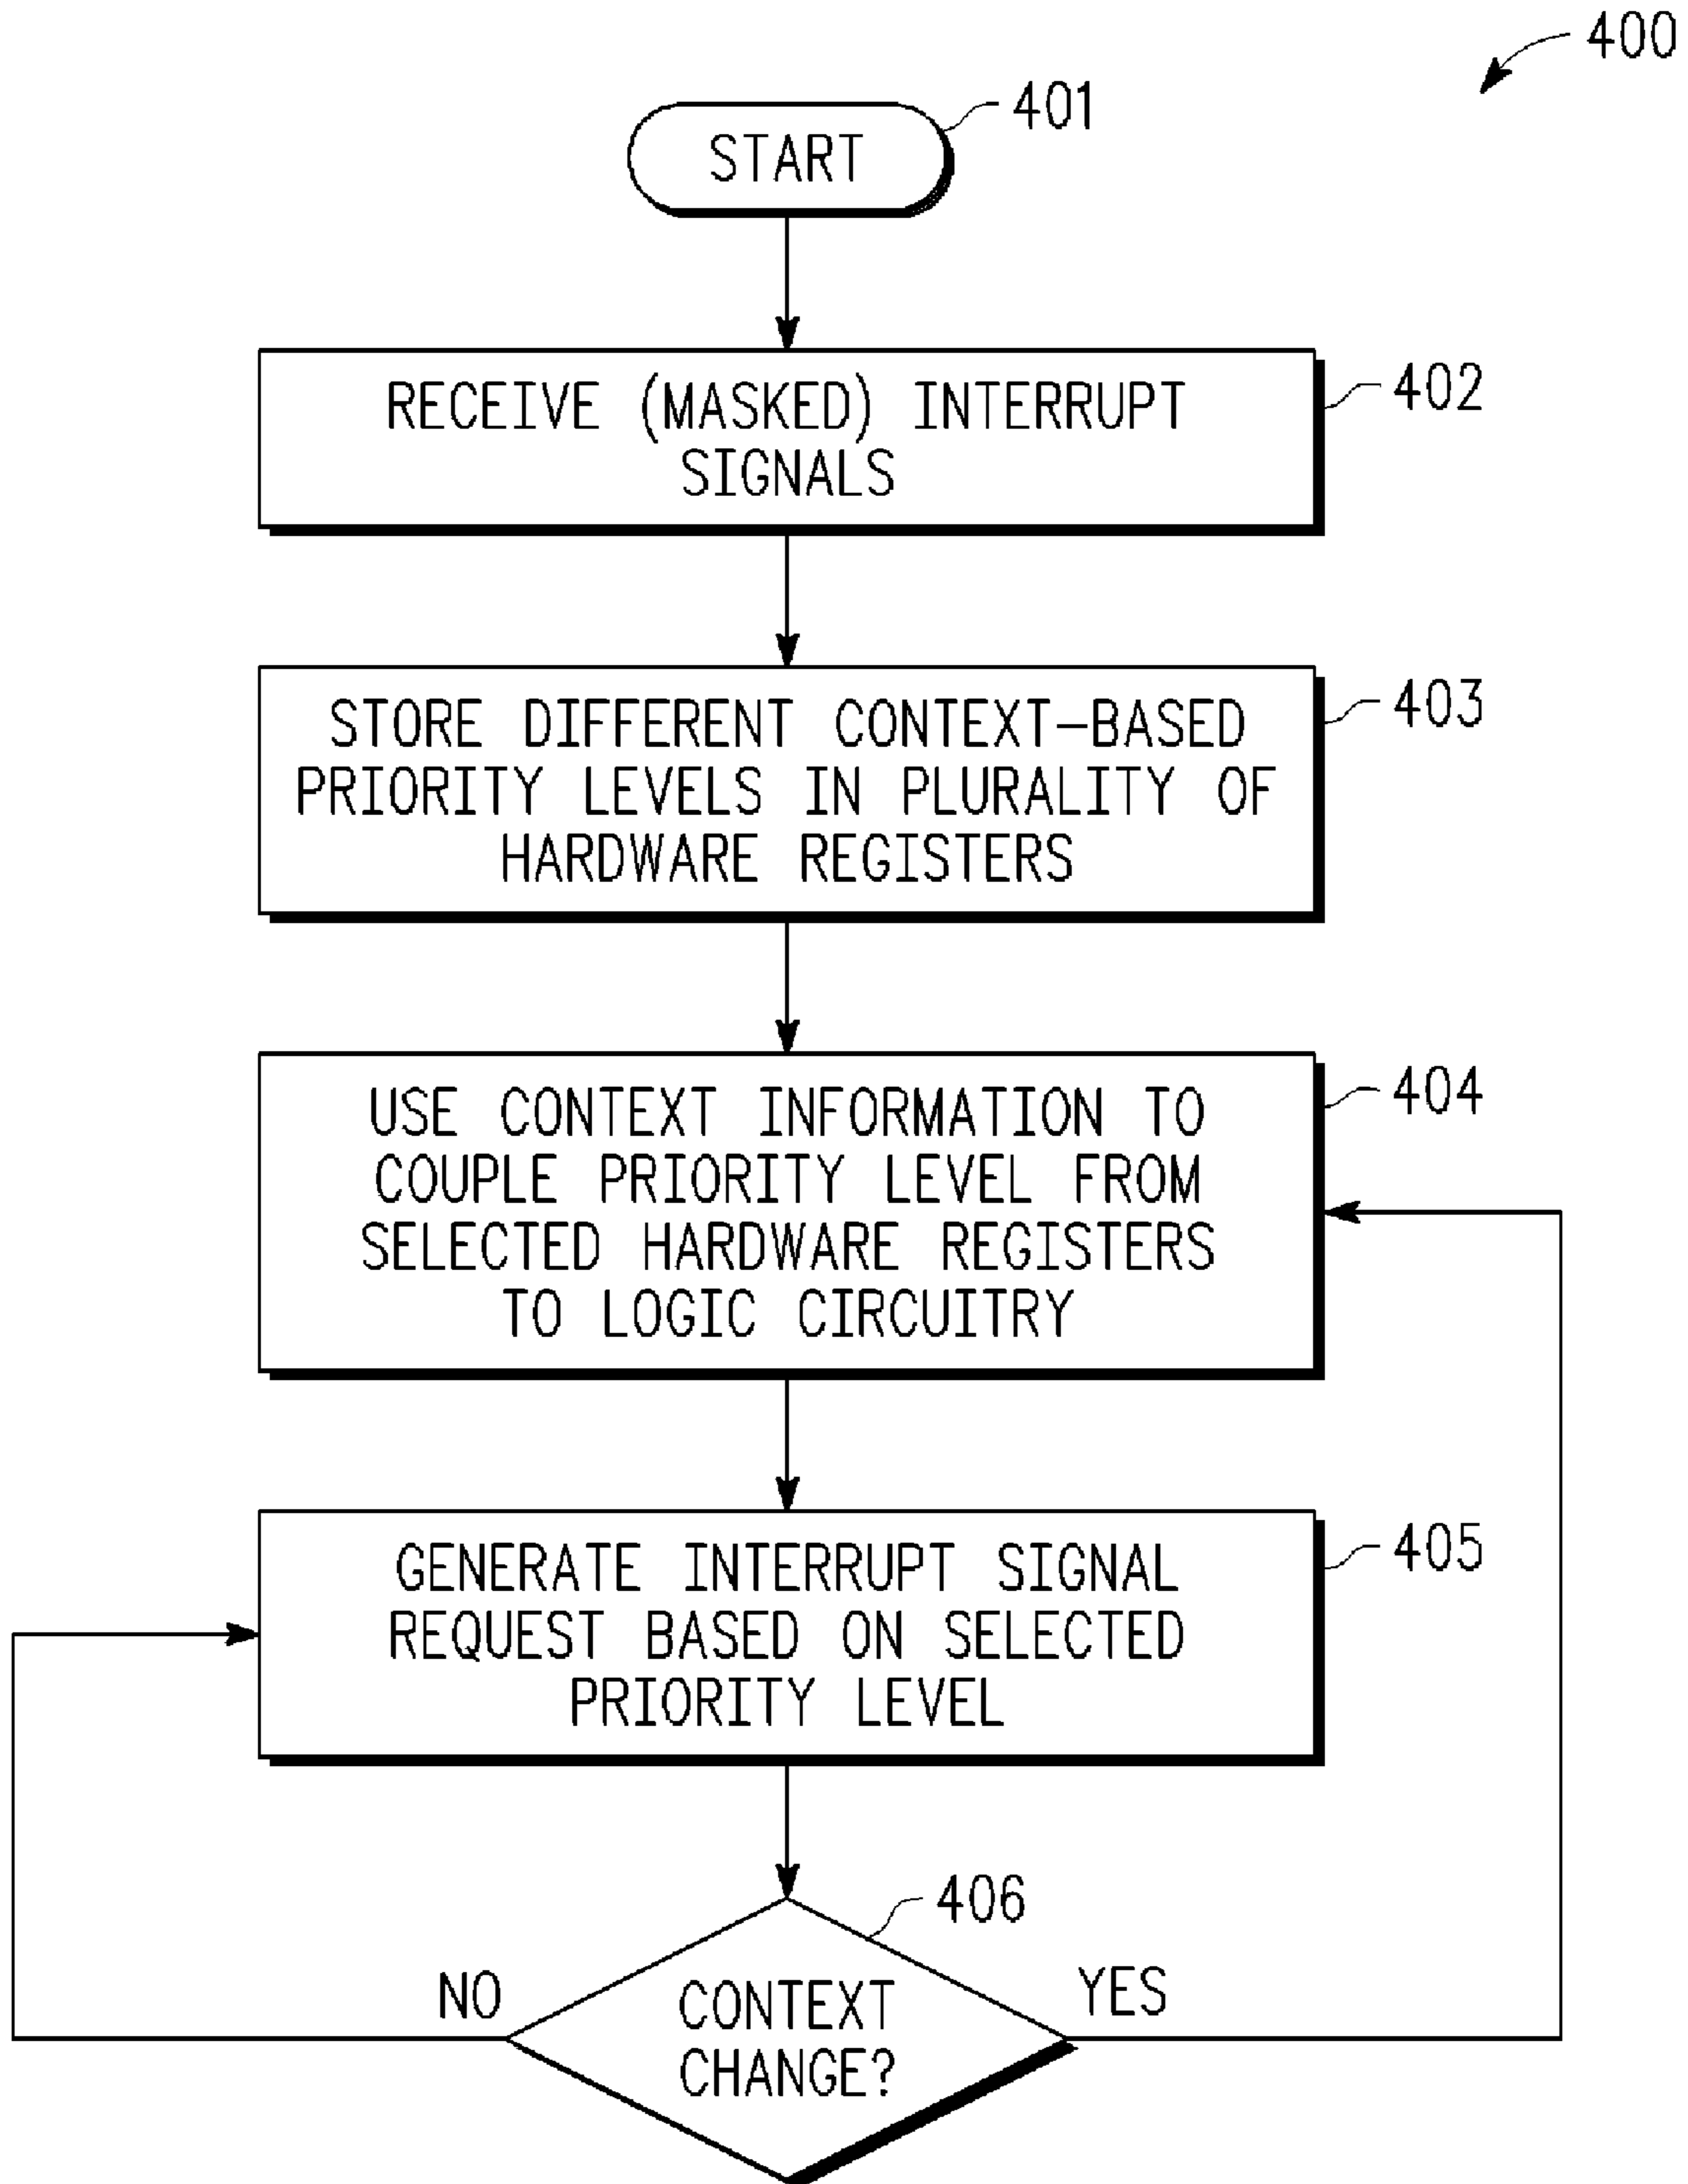 400
401
START
RECEIVE (MASKED) INTERRUPT
SIGNALS
402
STORE DIFFERENT CONTEXT-BASED
PRIORITY LEVELS IN PLURALITY OF
HARDWARE REGISTERS
403
USE CONTEXT INFORMATION TO
COUPLE PRIORITY LEVEL FROM
SELECTED HARDWARE REGISTERS
TO LOGIC CIRCUITRY
404
GENERATE INTERRUPT SIGNAL
REQUEST BASED ON SELECTED
PRIORITY LEVEL
405
406
NO
YES
CONTEXT
CHANGE?